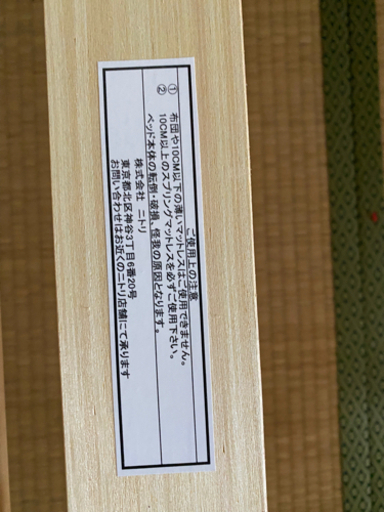 ご使用上の注意
① 布団や10CM以下の薄いマットレスはご使用できません。
② 10CM以上のスプリングマットレスを必ずご使用下さい。
ベッド本体の転倒・破損、怪我の原因となります。
株式会社 ニトリ
東京都北区神谷3丁目6番20号
お問い合わせはお近くのニトリ店舗にて承ります